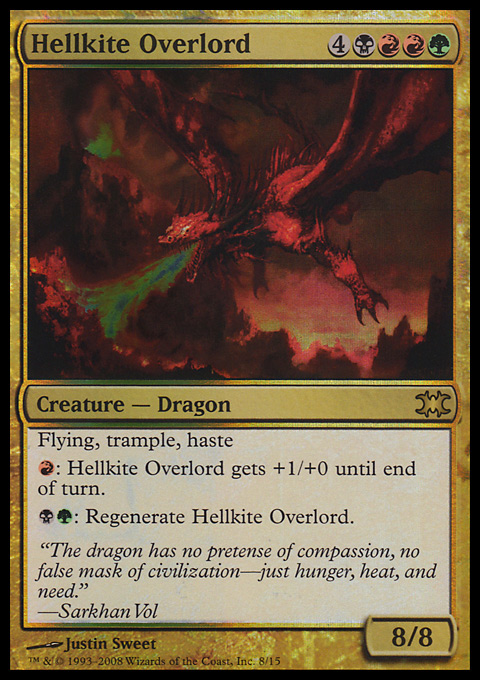 Hellkite Overlord 4
Creature — Dragon
Flying, trample, haste
: Hellkite Overlord gets +1/+0 until end
of turn.
: Regenerate Hellkite Overlord.
“The dragon has no pretense of compassion, no
false mask of civilization—just hunger, heat, and
need.”
—Sarkhan Vol
8/8
Justin Sweet
™ & © 1993–2008 Wizards of the Coast, Inc. 8/15